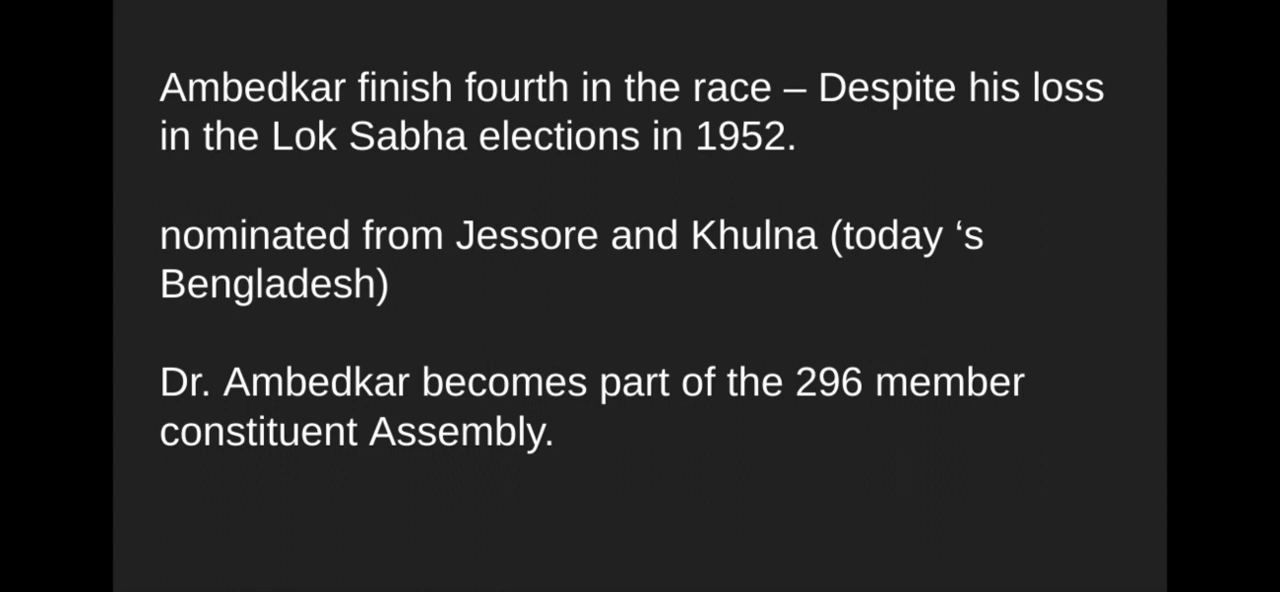 Ambedkar finish fourth in the race – Despite his loss
in the Lok Sabha elections in 1952.
nominated from Jessore and Khulna (today ‘s
Bengladesh)
Dr. Ambedkar becomes part of the 296 member
constituent Assembly.